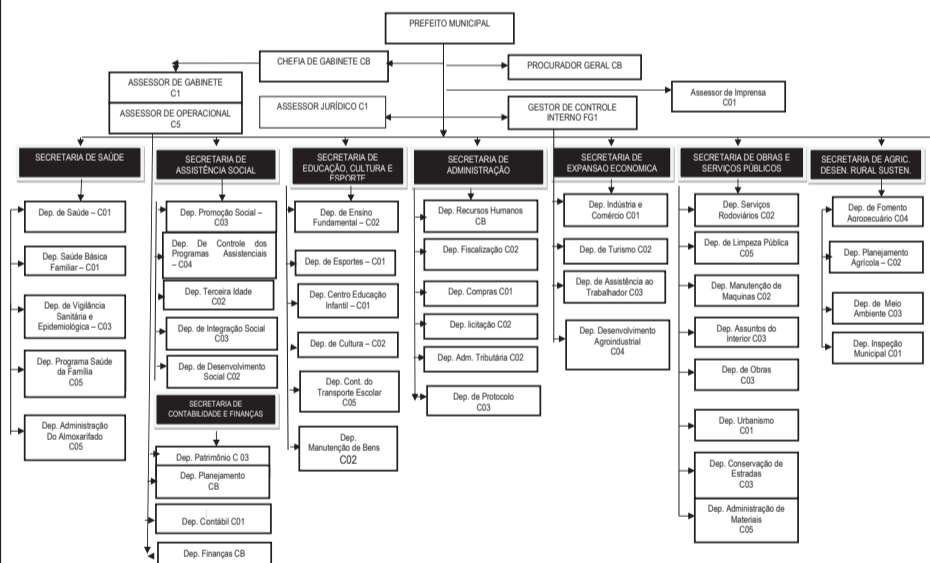 PREFEITO MUNICIPAL
CHEFIA DE GABINETE CB
PROCURADOR GERAL CB
ASSESSOR DE GABINETE
C1
ASSESSOR DE OPERACIONAL
C5
ASSESSOR JURÍDICO C1
GESTOR DE CONTROLE
INTERNO FG1
Assessor de Imprensa
C01
SECRETARIA DE SAÚDE
Dep. de Saúde – C01
Dep. Saúde Básica
Familiar – C01
Dep. de Vigilância
Sanitária e
Epidemiológica – C03
Dep. Programa Saúde
da Família
C05
Dep. Administração
Do Almoxarifado
C05
SECRETARIA DE
ASSISTÊNCIA SOCIAL
Dep. Promoção Social –
C03
Dep. De Controle dos
Programas Assistenciais
– C04
Dep. Terceira Idade
C02
Dep. de Integração Social
C03
Dep. de Desenvolvimento
Social C02
SECRETARIA DE
CONTABILIDADE E FINANÇAS
Dep. Patrimônio C 03
Dep. Planejamento
CB
Dep. Contábil C01
Dep. Finanças CB
SECRETARIA DE
EDUCAÇÃO, CULTURA E
ESPORTE
Dep. de Ensino
Fundamental – C02
Dep. de Esportes – C01
Dep. Centro Educação
Infantil – C01
Dep. de Cultura – C02
Dep. Cont. do
Transporte Escolar
C05
Dep.
Manutenção de Bens
C02
SECRETARIA DE
ADMINISTRAÇÃO
Dep. Recursos Humanos
CB
Dep. Fiscalização C02
Dep. Compras C01
Dep. licitação C02
Dep. Adm. Tributária C02
Dep. de Protocolo
C03
SECRETARIA DE
EXPANSAO ECONOMICA
Dep. Indústria e
Comércio C01
Dep. de Turismo C02
Dep. de Assistência ao
Trabalhador C03
Dep. Desenvolvimento
Agroindustrial
C04
SECRETARIA DE OBRAS E
SERVIÇOS PÚBLICOS
Dep. Serviços
Rodoviários C02
Dep. de Limpeza Pública
C05
Dep. Manutenção de
Maquinas C02
Dep. Assuntos do
Interior C03
Dep. de Obras
C03
Dep. Urbanismo
C01
Dep. Conservação de
Estradas
C03
Dep. Administração de
Materiais
C05
SECRETARIA DE AGRIC.
DESEN. RURAL SUSTEN.
Dep. de Fomento
Agropecuário C04
Dep. Planejamento
Agrícola – C02
Dep. de Meio
Ambiente C03
Dep. Inspeção
Municipal C01